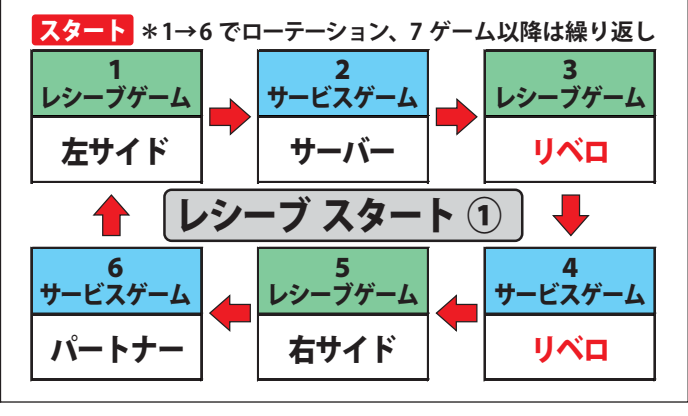 スタート ＊1→6 でローテーション、7 ゲーム以降は繰り返し
1
レシーブゲーム
左サイド
2
サービスゲーム
サーバー
3
レシーブゲーム
リベロ
レシーブ スタート ①
6
サービスゲーム
パートナー
5
レシーブゲーム
右サイド
4
サービスゲーム
リベロ